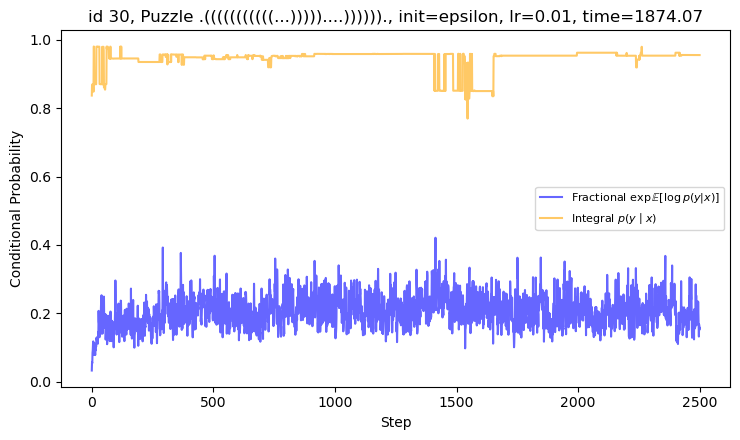 id 30, Puzzle .(((((((((((...)))))....))))))., init=epsilon, lr=0.01, time=1874.07
1.0
0.8
0.6
0.4
0.2
0.0
Conditional Probability
Fractional exp𝔼[log p(y|x)]
Integral p(y | x)
0 500 1000 1500 2000 2500
Step